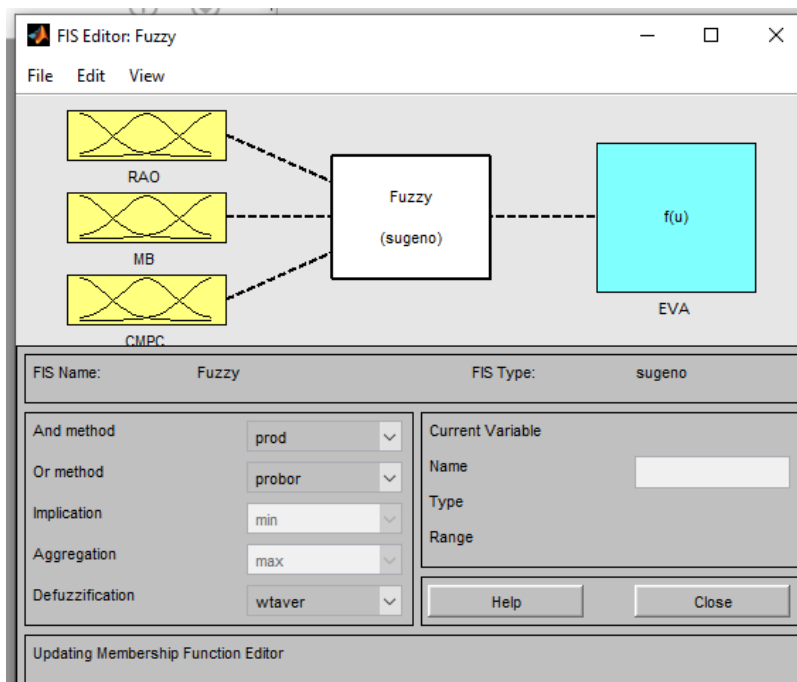 FIS Editor: Fuzzy
File Edit View
RAO
MB
CMPC
Fuzzy
(sugeno)
f(u)
EVA
FIS Name: Fuzzy FIS Type: sugeno
And method prod
Or method probor
Implication min
Aggregation max
Defuzzification wtaver
Current Variable
Name
Type
Range
Help Close
Updating Membership Function Editor